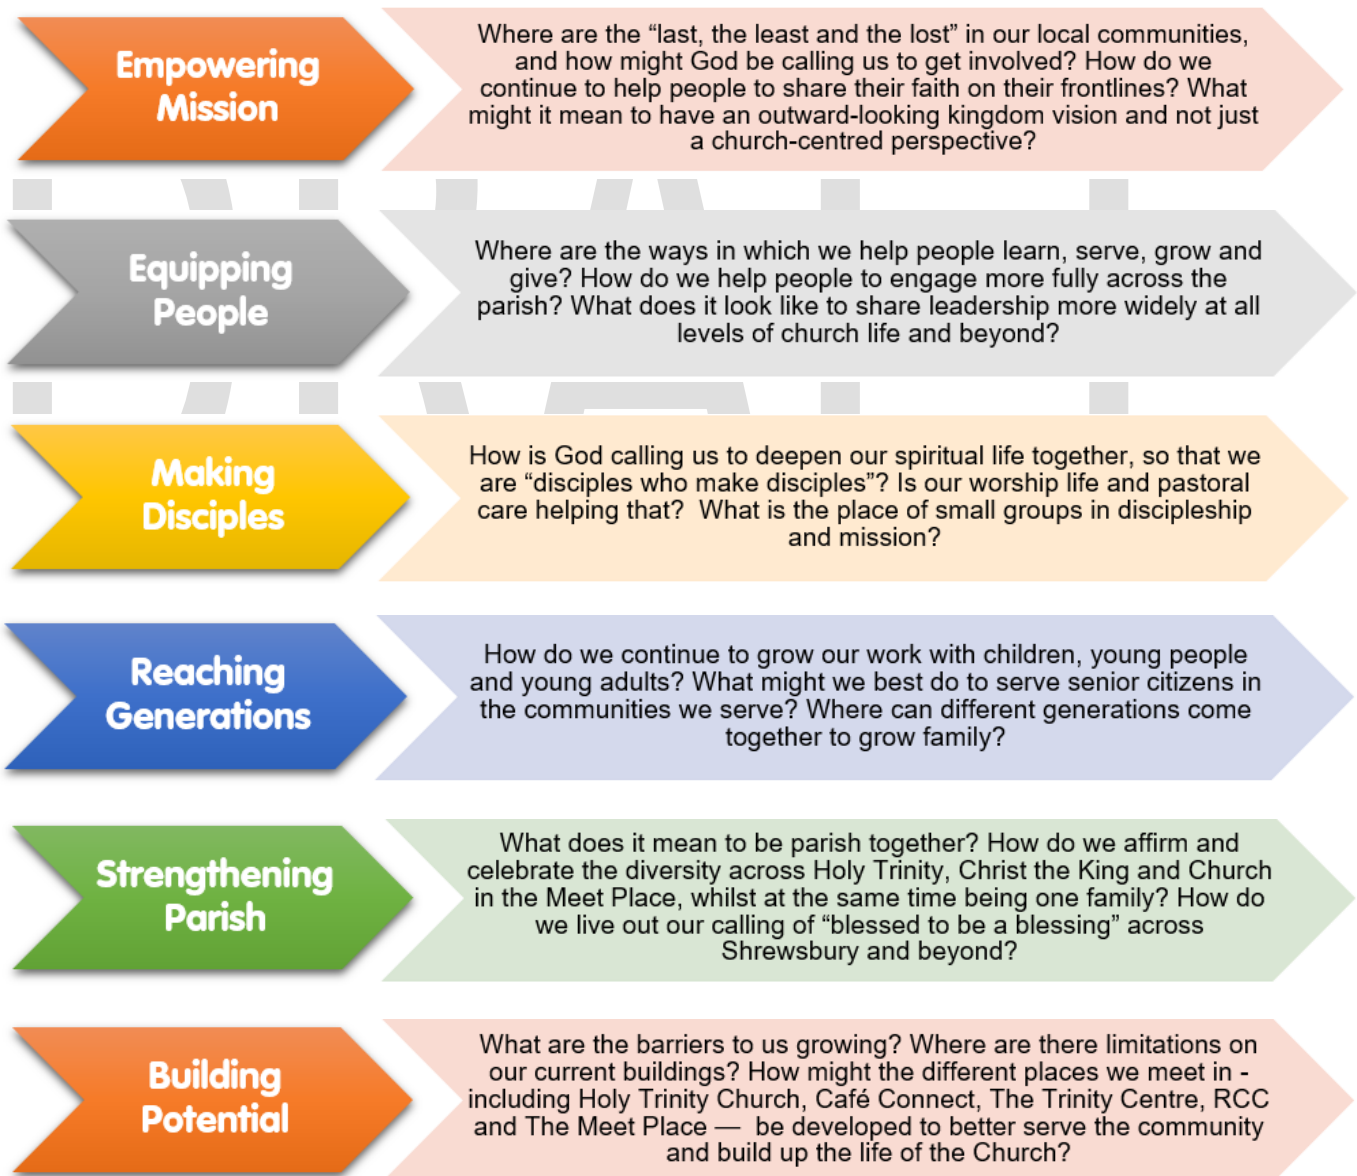 Empowering
Mission
Where are the “last, the least and the lost” in our local communities,
and how might God be calling us to get involved? How do we
continue to help people to share their faith on their frontlines? What
might it mean to have an outward-looking kingdom vision and not just
a church-centred perspective?
Equipping
People
Where are the ways in which we help people learn, serve, grow and
give? How do we help people to engage more fully across the
parish? What does it look like to share leadership more widely at all
levels of church life and beyond?
Making
Disciples
How is God calling us to deepen our spiritual life together, so that we
are “disciples who make disciples”? Is our worship life and pastoral
care helping that?  What is the place of small groups in discipleship
and mission?
Reaching
Generations
How do we continue to grow our work with children, young people
and young adults? What might we best do to serve senior citizens in
the communities we serve? Where can different generations come
together to grow family?
Strengthening
Parish
What does it mean to be parish together? How do we affirm and
celebrate the diversity across Holy Trinity, Christ the King and Church
in the Meet Place, whilst at the same time being one family? How do
we live out our calling of “blessed to be a blessing” across
Shrewsbury and beyond?
Building
Potential
What are the barriers to us growing? Where are there limitations on
our current buildings? How might the different places we meet in -
including Holy Trinity Church, Café Connect, The Trinity Centre, RCC
and The Meet Place —  be developed to better serve the community
and build up the life of the Church?